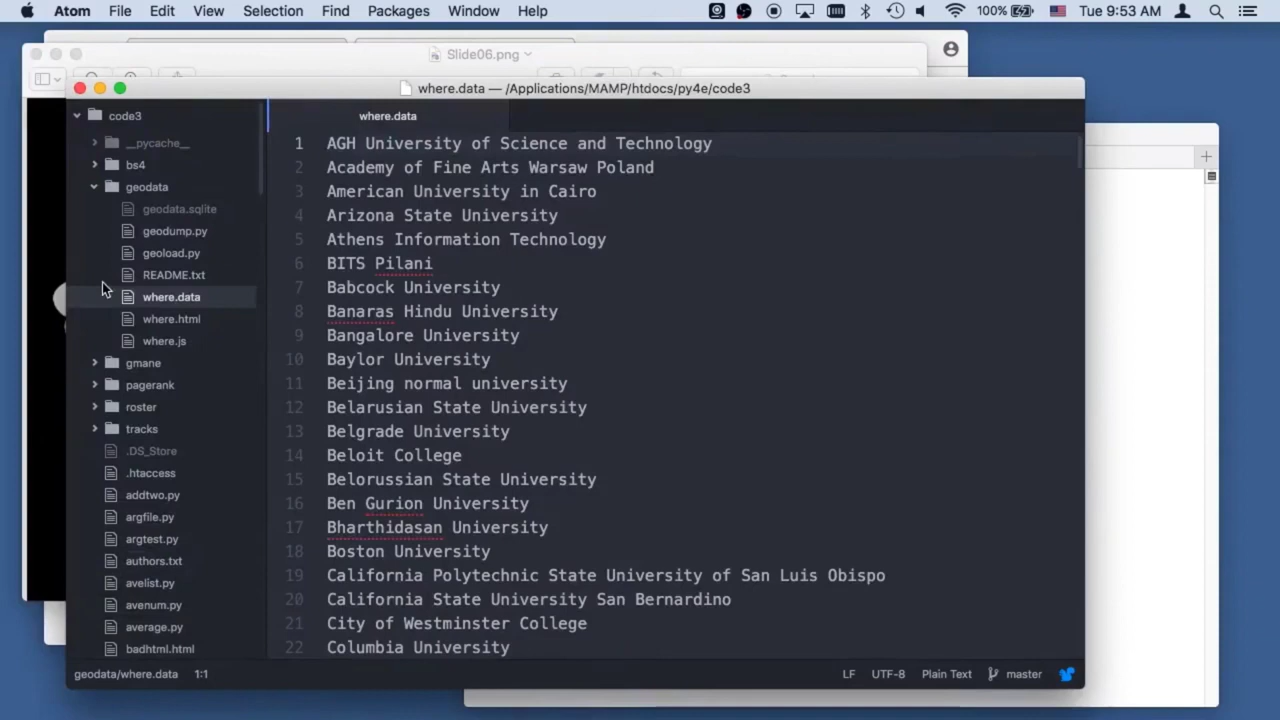 Atom File Edit View Selection Find Packages Window Help 100% Tue 9:53 AM
Slide06.png
where.data — /Applications/MAMP/htdocs/py4e/code3
code3
__pycache__
bs4
geodata
geodata.sqlite
geodump.py
geoload.py
README.txt
where.data
where.html
where.js
gmane
pagerank
roster
tracks
.DS_Store
.htaccess
addtwo.py
argfile.py
argtest.py
authors.txt
avelist.py
avenum.py
average.py
badhtml.html
where.data
1 AGH University of Science and Technology
2 Academy of Fine Arts Warsaw Poland
3 American University in Cairo
4 Arizona State University
5 Athens Information Technology
6 BITS Pilani
7 Babcock University
8 Banaras Hindu University
9 Bangalore University
10 Baylor University
11 Beijing normal university
12 Belarusian State University
13 Belgrade University
14 Beloit College
15 Belorussian State University
16 Ben Gurion University
17 Bharthidasan University
18 Boston University
19 California Polytechnic State University of San Luis Obispo
20 California State University San Bernardino
21 City of Westminster College
22 Columbia University
geodata/where.data 1:1 LF UTF-8 Plain Text master